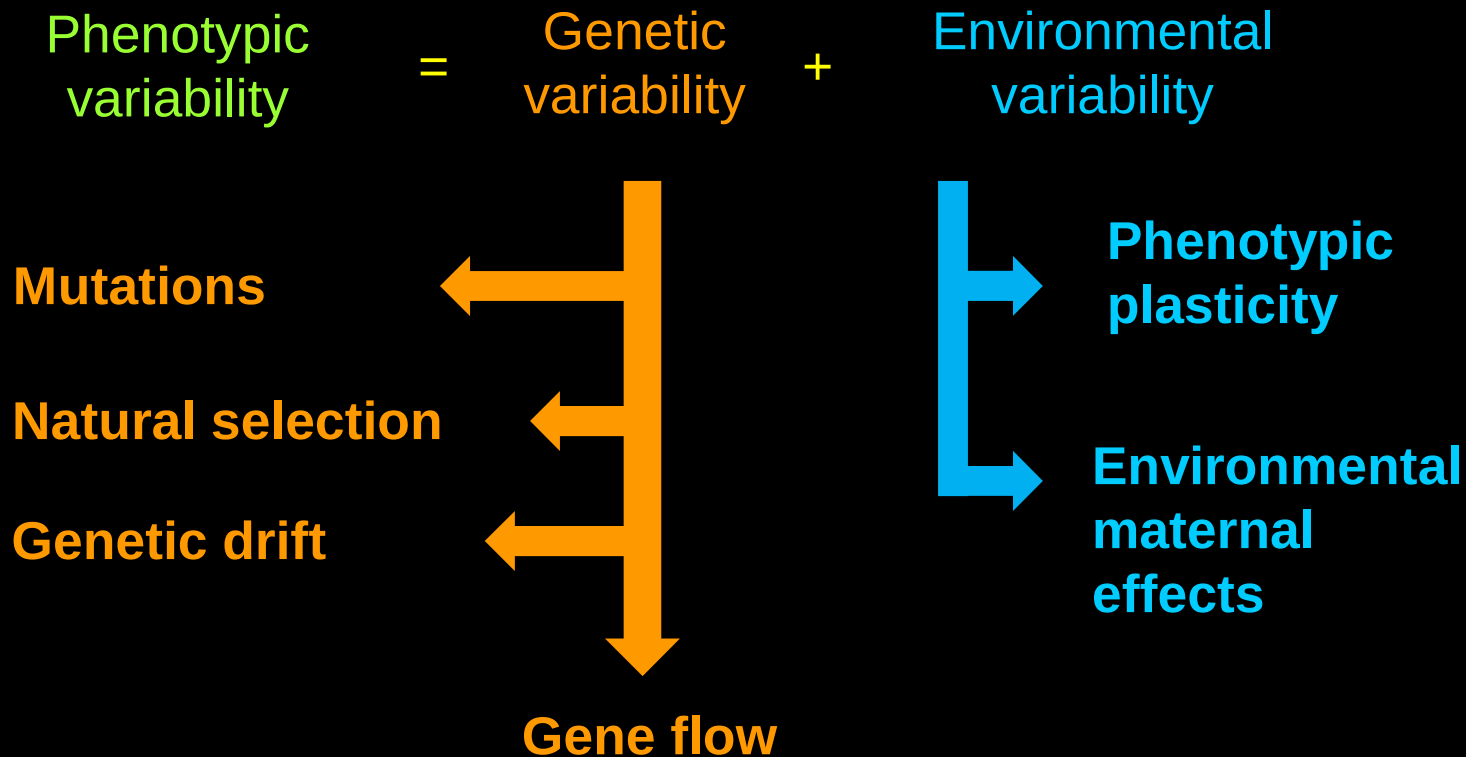 Phenotypic
variability
=
Genetic
variability
+
Environmental
variability
Mutations
Natural selection
Genetic drift
Gene flow
Phenotypic
plasticity
Environmental
maternal
effects